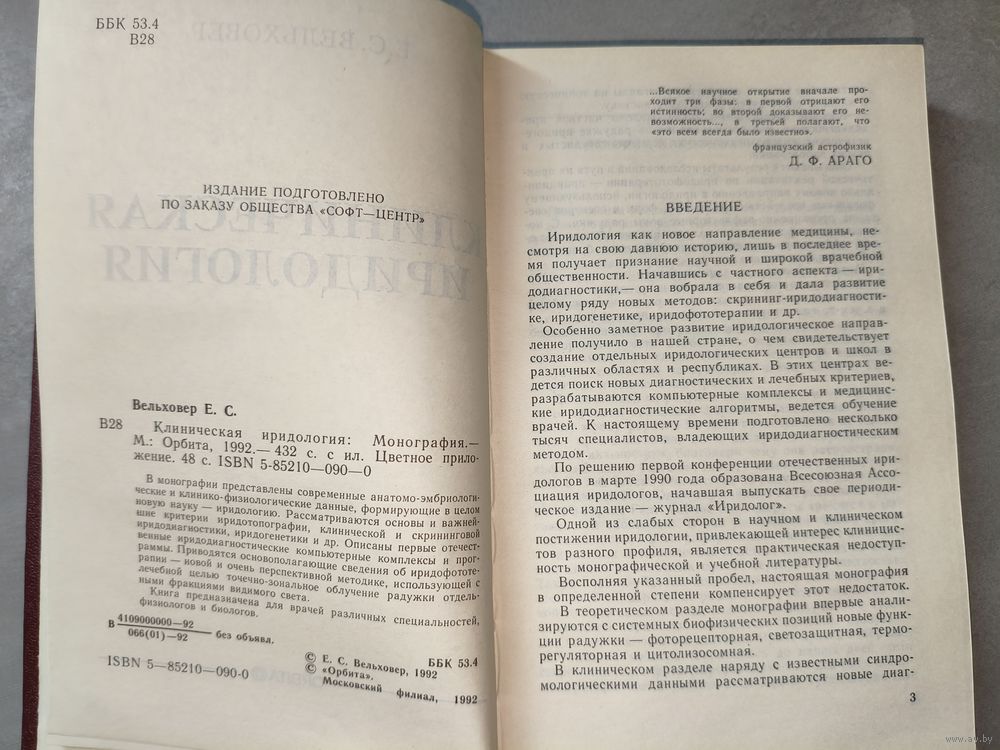 ББК 53.4
В28
ИЗДАНИЕ ПОДГОТОВЛЕНО
ПО ЗАКАЗУ ОБЩЕСТВА «СОФТ—ЦЕНТР»
КЛИНИЧЕСКАЯ
ИРИДОЛОГИЯ
Е. С. ВЕЛЬХОВЕР
Вельховер Е. С.
В28 Клиническая иридология: Монография.—
М.: Орбита, 1992.— 432 с. с ил. Цветное прило-
жение. 48 с. ISBN 5-85210—090—0
В монографии представлены современные анатомо-эмбриологи-
ческие и клинико-физиологические данные, формирующие в целом
новую науку — иридологию. Рассматриваются основы и важней-
шие критерии иридотопографии, клинической и скрининговой
иридодиагностики, иридогенетики и др. Описаны первые отечест-
венные иридодиагностические компьютерные комплексы и прог-
раммы. Приводятся основополагающие сведения об иридофототе-
рапии — новой и очень перспективной методике, использующей с
лечебной целью точечно-зональное облучение радужки отдель-
ными фракциями видимого света.
Книга предназначена для врачей различных специальностей,
физиологов и биологов.
В 4109000000—92
066(01)—92 без объявл.
ББК 53.4
ISBN 5—85210-090-0
© Е. С. Вельховер, 1992
© «Орбита».
Московский филиал, 1992
...Всякое научное открытие вначале про-
ходит три фазы: в первой отрицают его
истинность; во второй доказывают его не-
возможность..., в третьей полагают, что
«это всем всегда было известно».
французский астрофизик
Д. Ф. АРАГО
ВВЕДЕНИЕ
Иридология как новое направление медицины, не-
смотря на свою давнюю историю, лишь в последнее вре-
мя получает признание научной и широкой врачебной
общественности. Начавшись с частного аспекта — ири-
додиагностики,— она вобрала в себя и дала развитие
целому ряду новых методов: скрининг-иридодиагности-
ке, иридогенетике, иридофототерапии и др.
Особенно заметное развитие иридологическое направ-
ление получило в нашей стране, о чем свидетельствует
создание отдельных иридологических центров и школ в
различных областях и республиках. В этих центрах ве-
дется поиск новых диагностических и лечебных критериев,
разрабатываются компьютерные комплексы и медицин-
ские иридодиагностические алгоритмы, ведется обучение
врачей. К настоящему времени подготовлено несколько
тысяч специалистов, владеющих иридодиагностическим
методом.
По решению первой конференции отечественных ири-
дологов в марте 1990 года образована Всесоюзная Ассо-
циация иридологов, начавшая выпускать свое периоди-
ческое издание — журнал «Иридолог».
Одной из слабых сторон в научном и клиническом
постижении иридологии, привлекающей интерес клиницис-
тов разного профиля, является практическая недоступ-
ность монографической и учебной литературы.
Восполняя указанный пробел, настоящая монография
в определенной степени компенсирует этот недостаток.
В теоретическом разделе монографии впервые анали-
зируются с системных биофизических позиций новые функ-
ции радужки — фоторецепторная, светозащитная, термо-
регуляторная и цитолизосомная.
В клиническом разделе наряду с известными синдро-
мологическими данными рассматриваются новые диаг-
3
www.av.by